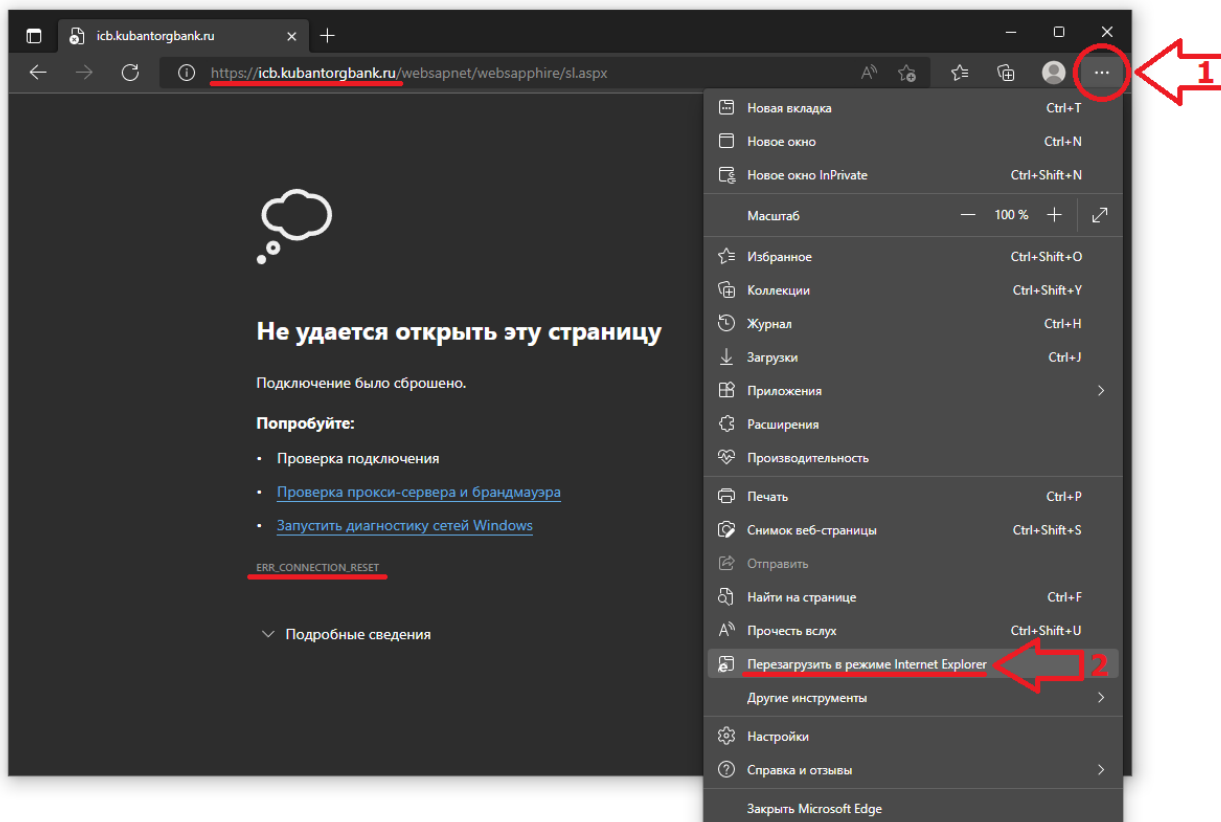 icb.kubantorgbank.ru
https://icb.kubantorgbank.ru/websapnet/websapphire/sl.aspx
1
Не удается открыть эту страницу
Подключение было сброшено.
Попробуйте:
• Проверка подключения
• Проверка прокси-сервера и брандмауэра
• Запустить диагностику сетей Windows
ERR_CONNECTION_RESET
Подробные сведения
Новая вкладка Ctrl+T
Новое окно Ctrl+N
Новое окно InPrivate Ctrl+Shift+N
Масштаб — 100 % +
Избранное Ctrl+Shift+O
Коллекции Ctrl+Shift+Y
Журнал Ctrl+H
Загрузки Ctrl+J
Приложения
Расширения
Производительность
Печать Ctrl+P
Снимок веб-страницы Ctrl+Shift+S
Отправить
Найти на странице Ctrl+F
Прочесть вслух Ctrl+Shift+U
Перезагрузить в режиме Internet Explorer 2
Другие инструменты
Настройки
Справка и отзывы
Закрыть Microsoft Edge